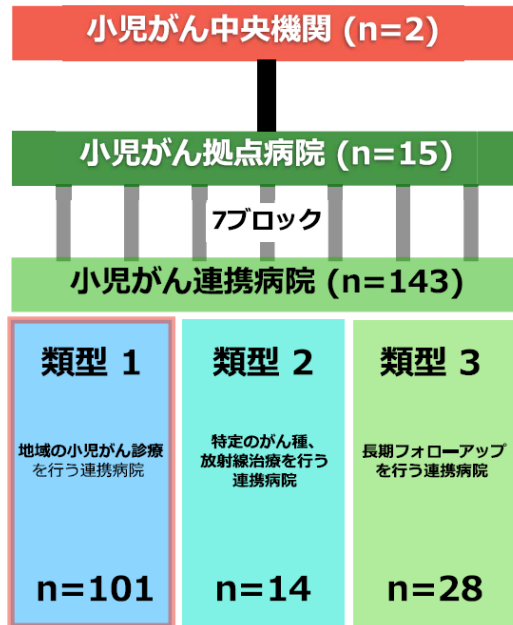 小児がん中央機関 (n=2)
小児がん拠点病院 (n=15)
7ブロック
小児がん連携病院 (n=143)
類型 1
地域の小児がん診療
を行う連携病院
n=101
類型 2
特定のがん種、
放射線治療を行う
連携病院
n=14
類型 3
長期フォローアップ
を行う連携病院
n=28